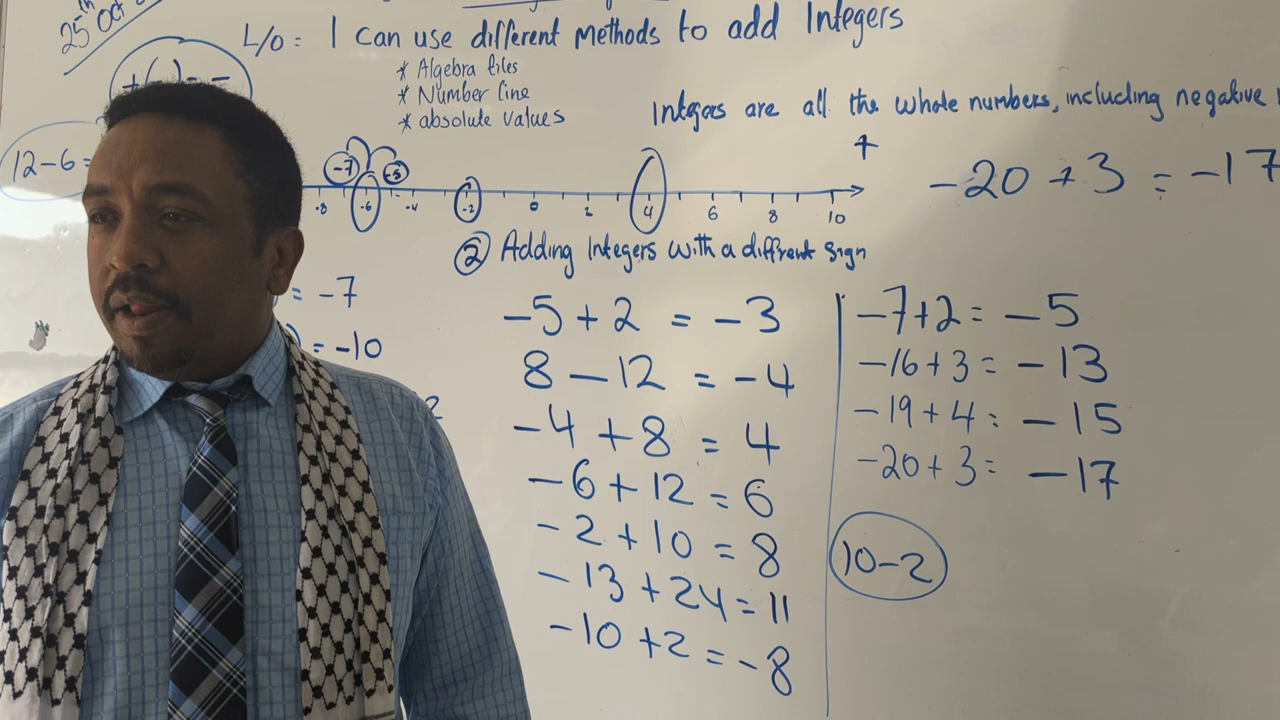 25th Oct
L/o = I can use different methods to add Integers
* Algebra tiles
* Number line
* absolute values
Integers are all the whole numbers, including negative
+( )= -
12-6=
-7 -5
+
-8 -6 -4 -2 0 2 4 6 8 10
-20 + 3 = -17
② Adding Integers with a different sign
= -7
) = -10
2
-5+2 = -3
8-12 = -4
-4+8 = 4
-6+12 = 6
-2+10 = 8
-13+24 = 11
-10+2 = -8
-7+2 = -5
-16+3 = -13
-19+4 = -15
-20+3 = -17
10-2